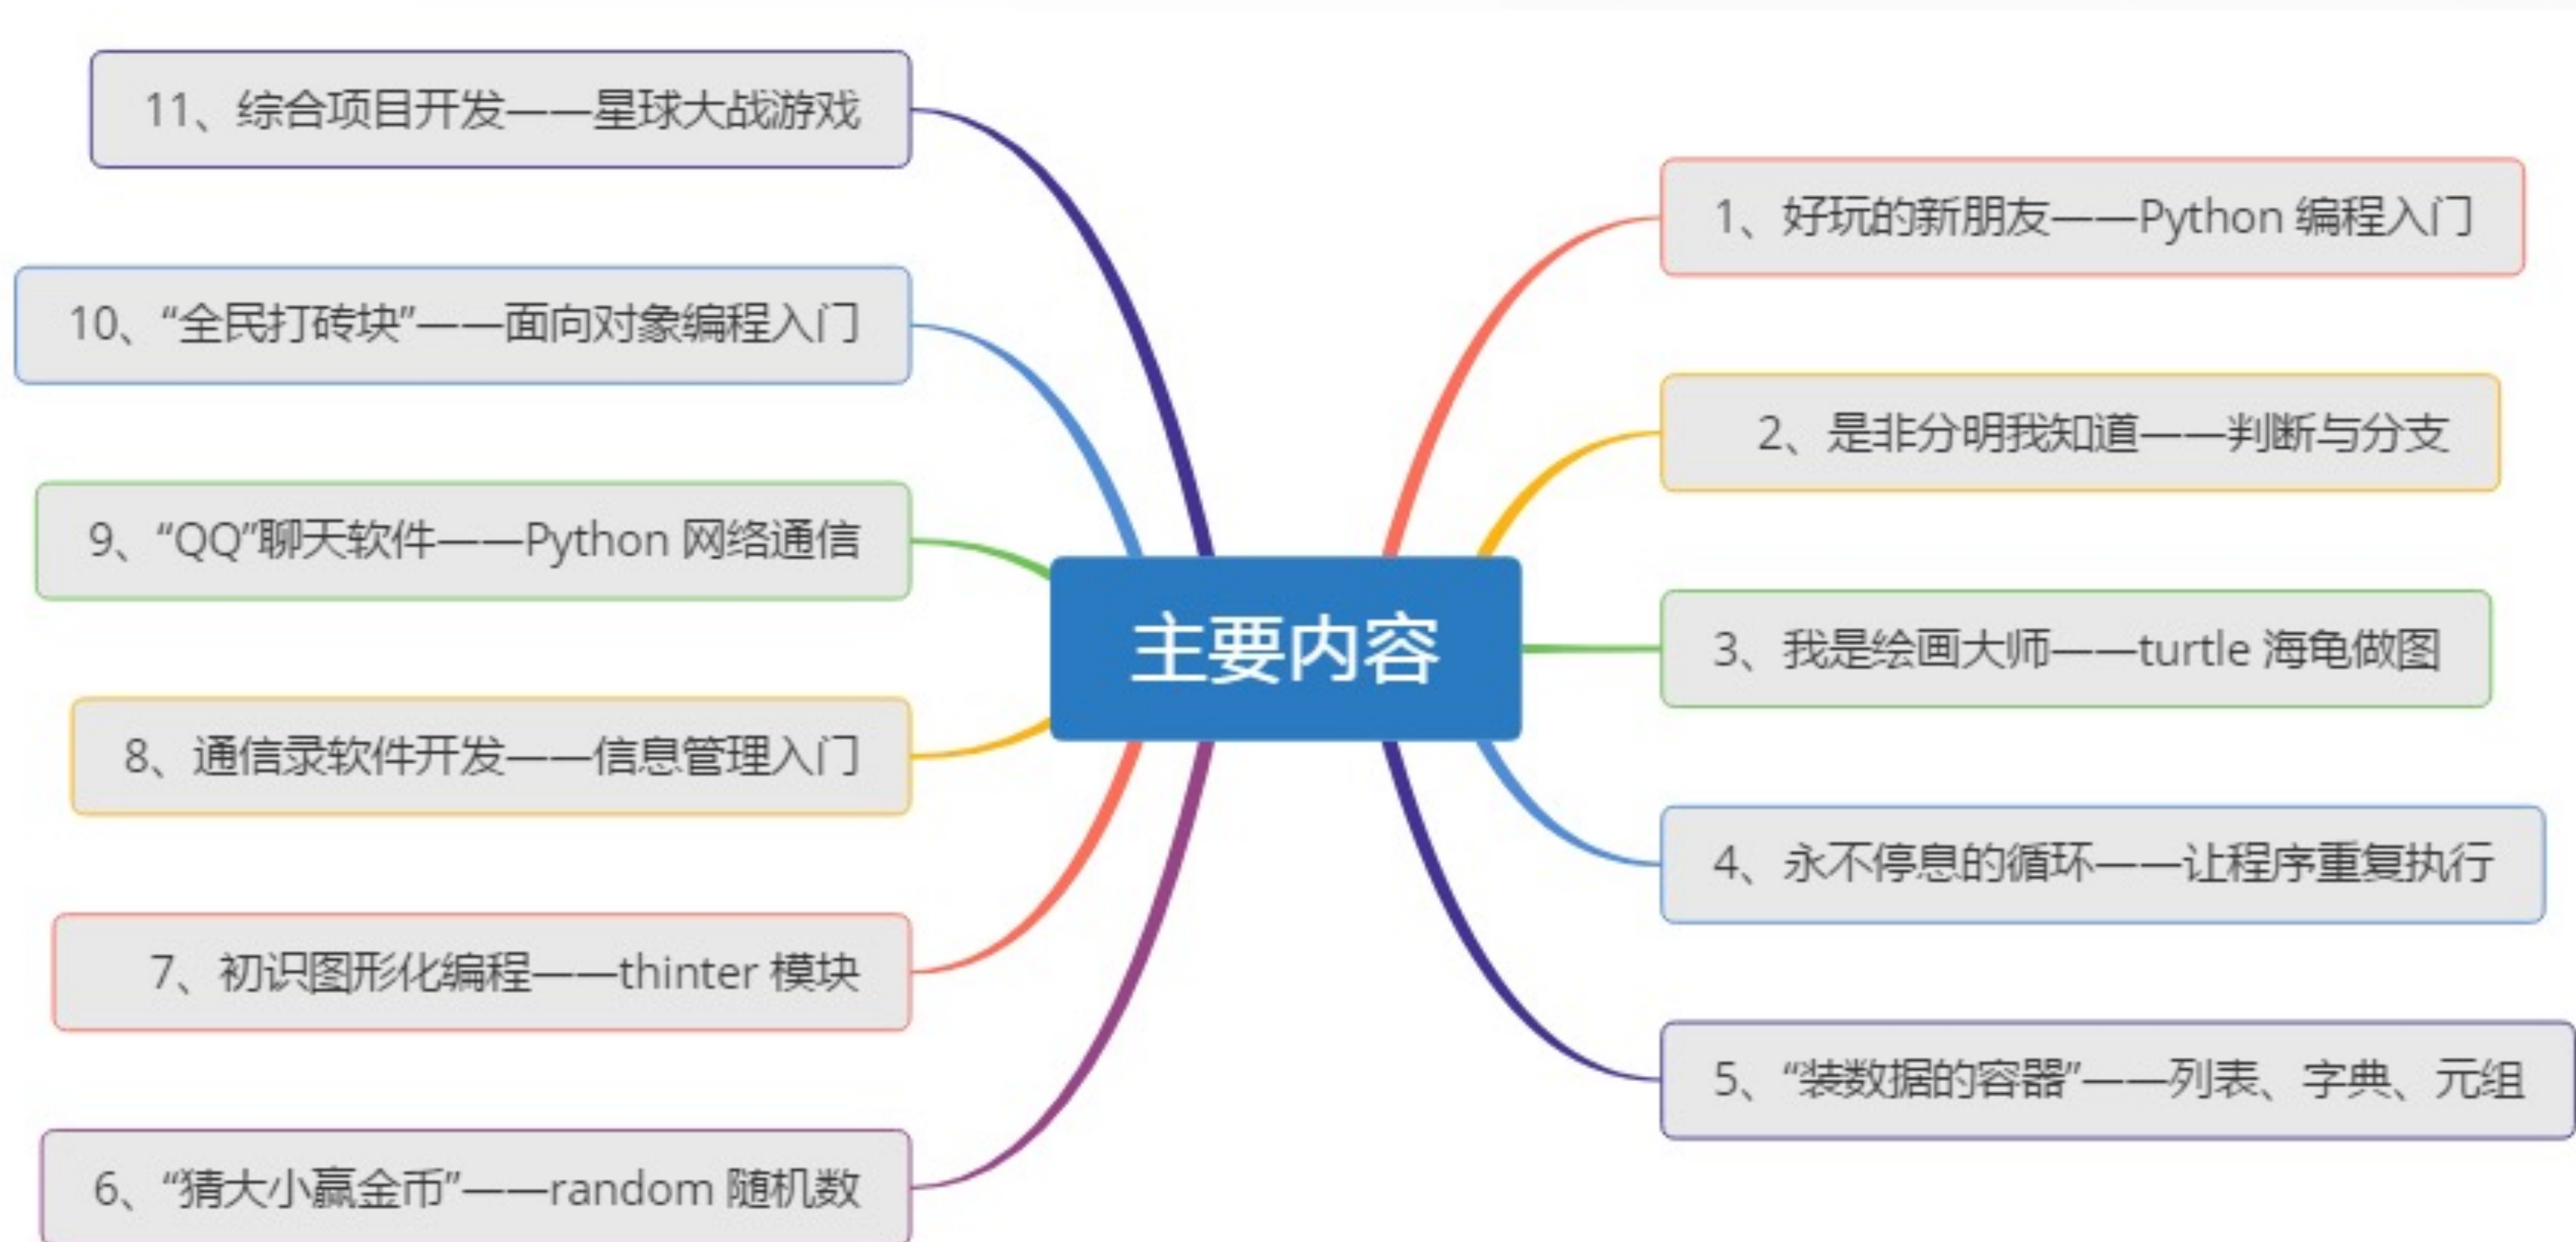 主要内容
1、好玩的新朋友——Python 编程入门
2、是非分明我知道——判断与分支
3、我是绘画大师——turtle 海龟做图
4、永不停息的循环——让程序重复执行
5、“装数据的容器”——列表、字典、元组
6、“猜大小赢金币”——random 随机数
7、初识图形化编程——thinter 模块
8、通信录软件开发——信息管理入门
9、“QQ”聊天软件——Python 网络通信
10、“全民打砖块”——面向对象编程入门
11、综合项目开发——星球大战游戏